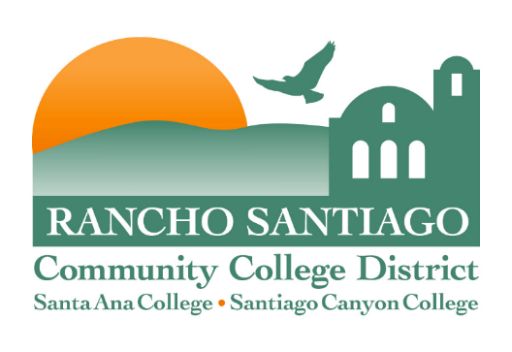 RANCHO SANTIAGO
Community College District
Santa Ana College • Santiago Canyon College